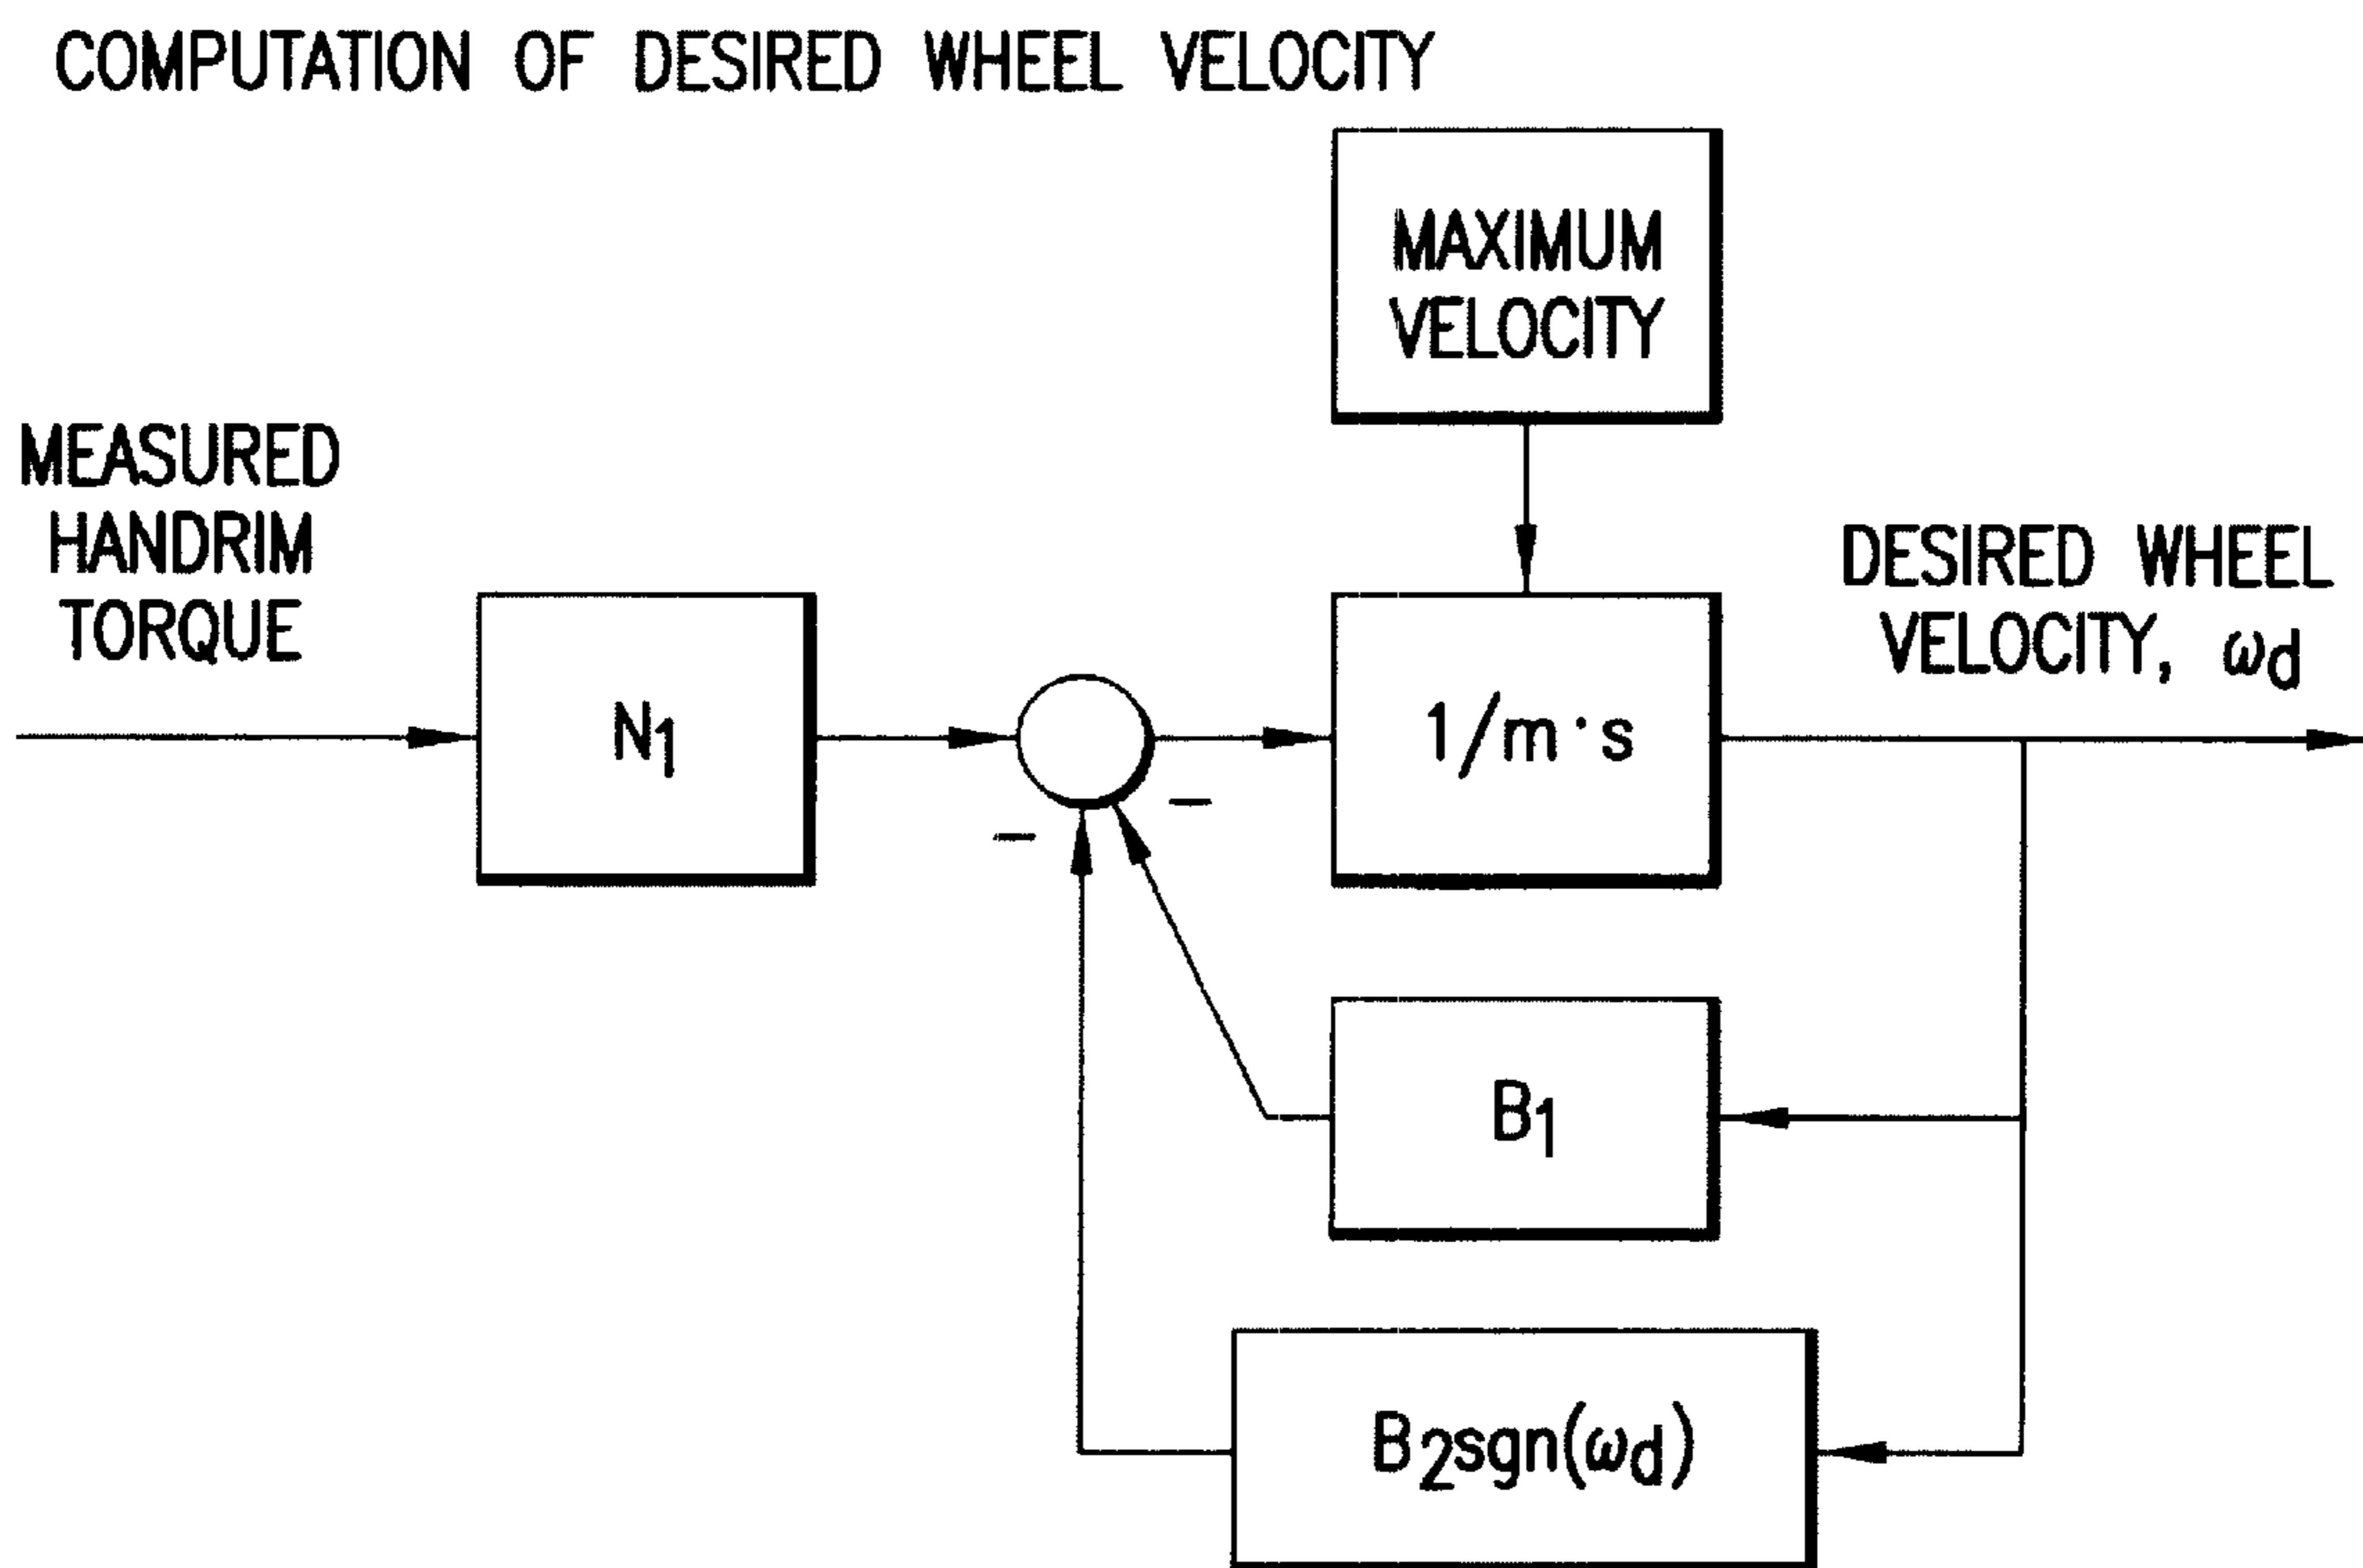 COMPUTATION OF DESIRED WHEEL VELOCITY
MAXIMUM
VELOCITY
MEASURED
HANDRIM
TORQUE
DESIRED WHEEL
VELOCITY, ωd
N1
1/m·s
–
–
B1
B2sgn(ωd)